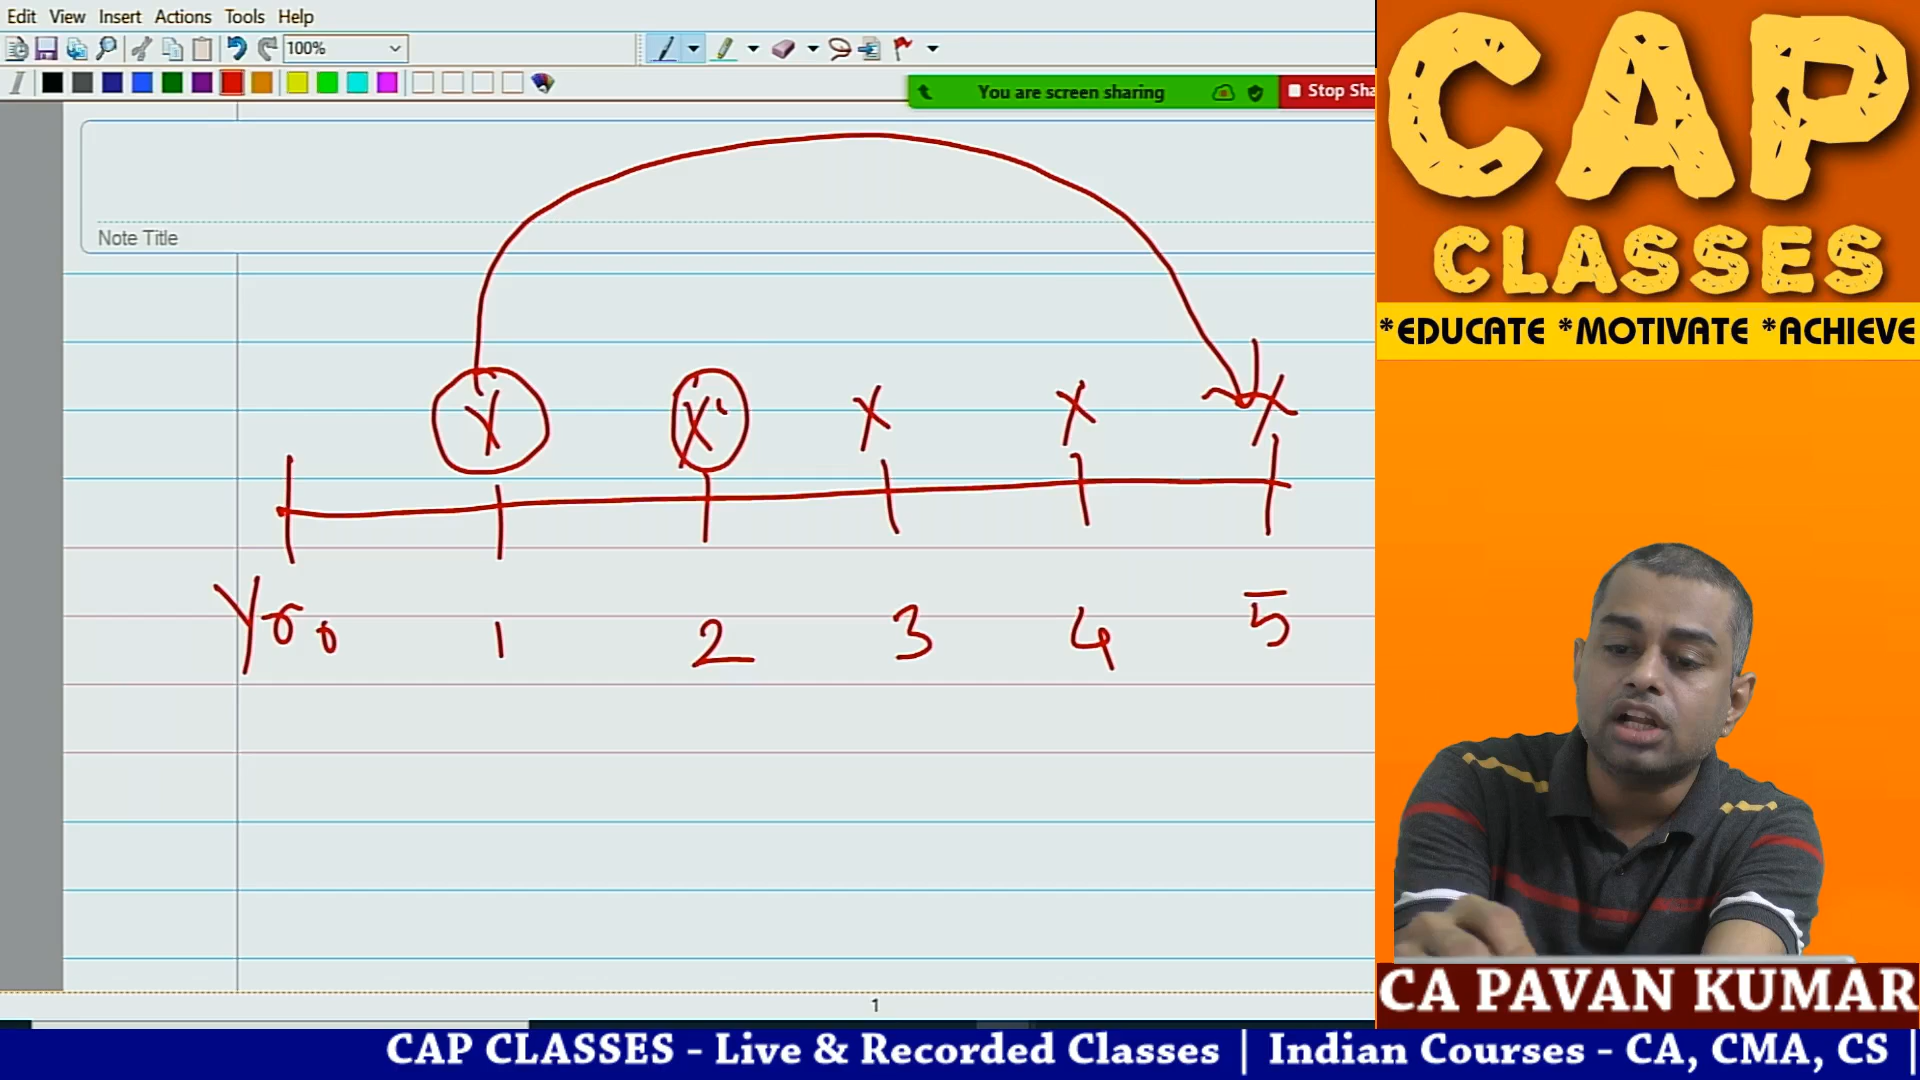 Edit View Insert Actions Tools Help
100%
You are screen sharing
Stop Sha
Note Title
X X X X X
Yr 0 1 2 3 4 5
1
CAP
CLASSES
*EDUCATE *MOTIVATE *ACHIEVE
CA PAVAN KUMAR
CAP CLASSES - Live & Recorded Classes | Indian Courses - CA, CMA, CS |